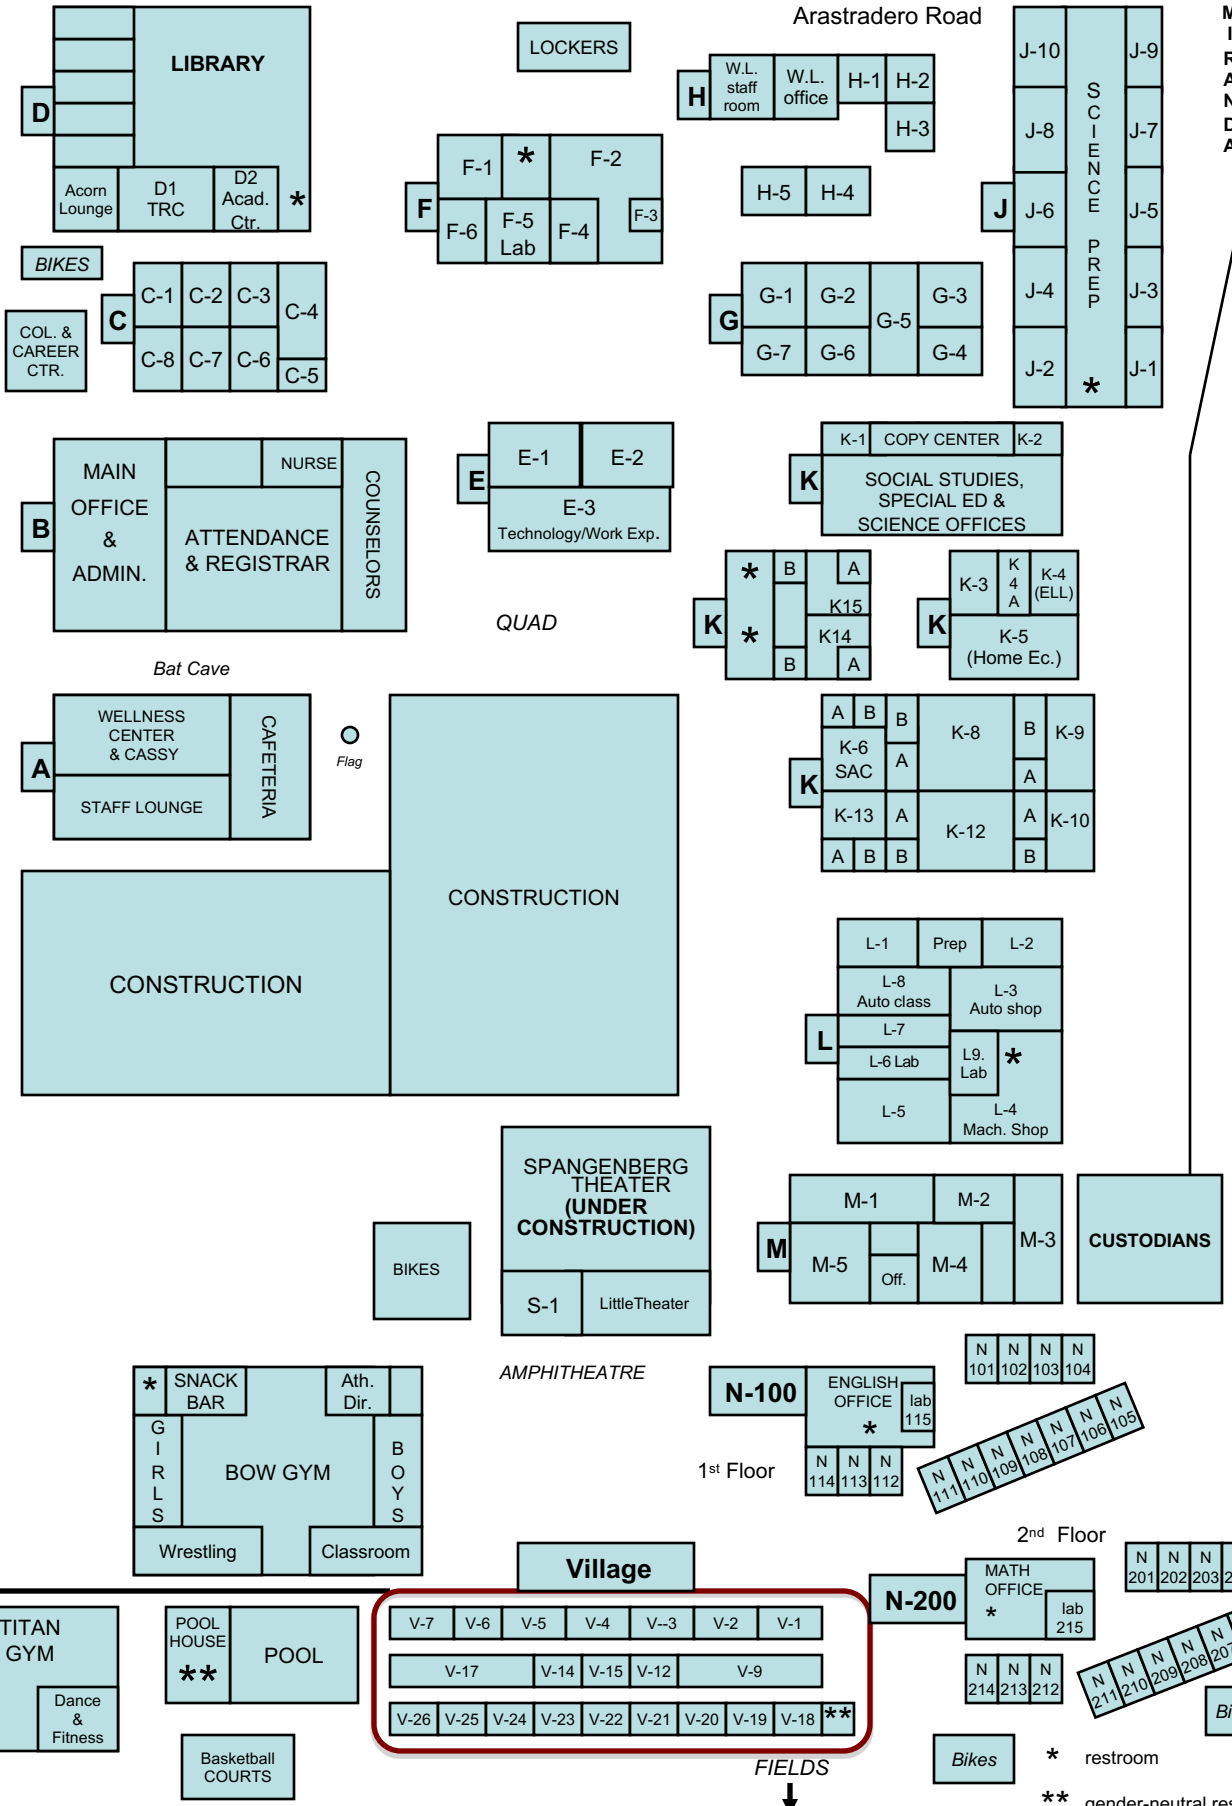 Arastradero Road
M
I
R
A
N
D
A
LIBRARY
D
Acorn
Lounge
D1
TRC
D2
Acad.
Ctr.
*
LOCKERS
H
W.L.
staff
room
W.L.
office
H-1
H-2
H-3
H-5
H-4
F
F-1
*
F-2
F-6
F-5
Lab
F-4
F-3
J
J-10
J-9
J-8
J-7
J-6
J-5
J-4
J-3
J-2
J-1
SCIENCE PREP
*
BIKES
COL. &
CAREER
CTR.
C
C-1
C-2
C-3
C-4
C-8
C-7
C-6
C-5
G
G-1
G-2
G-5
G-3
G-7
G-6
G-4
B
MAIN
OFFICE
&
ADMIN.
NURSE
ATTENDANCE
& REGISTRAR
COUNSELORS
E
E-1
E-2
E-3
Technology/Work Exp.
K
K-1
COPY CENTER
K-2
SOCIAL STUDIES,
SPECIAL ED &
SCIENCE OFFICES
QUAD
K
*
*
B
A
K15
K14
B
A
K
K-3
K
4
A
K-4
(ELL)
K-5
(Home Ec.)
Bat Cave
A
WELLNESS
CENTER
& CASSY
STAFF LOUNGE
CAFETERIA
Flag
K
A
B
B
K-6
SAC
A
K-8
B
A
K-9
K-13
A
K-12
A
K-10
A
B
B
B
CONSTRUCTION
CONSTRUCTION
L
L-1
Prep
L-2
L-8
Auto class
L-3
Auto shop
L-7
L-6 Lab
L9.
Lab
*
L-5
L-4
Mach. Shop
SPANGENBERG
THEATER
(UNDER
CONSTRUCTION)
S-1
LittleTheater
BIKES
M
M-1
M-2
M-3
M-5
Off.
M-4
CUSTODIANS
AMPHITHEATRE
*
SNACK
BAR
Ath.
Dir.
GIRLS
BOW GYM
BOYS
Wrestling
Classroom
N-100
ENGLISH
OFFICE
*
lab
115
N
101
N
102
N
103
N
104
N
105
N
106
N
107
N
108
N
109
N
110
N
111
1st Floor
N
114
N
113
N
112
2nd Floor
N-200
MATH
OFFICE
*
lab
215
N
201
N
202
N
203
N
208
N
209
N
210
N
211
N
207
N
214
N
213
N
212
Village
V-7
V-6
V-5
V-4
V--3
V-2
V-1
V-17
V-14
V-15
V-12
V-9
V-26
V-25
V-24
V-23
V-22
V-21
V-20
V-19
V-18
**
TITAN
GYM
Dance
&
Fitness
POOL
HOUSE
**
POOL
Basketball
COURTS
FIELDS
Bikes
* restroom
** gender-neutral